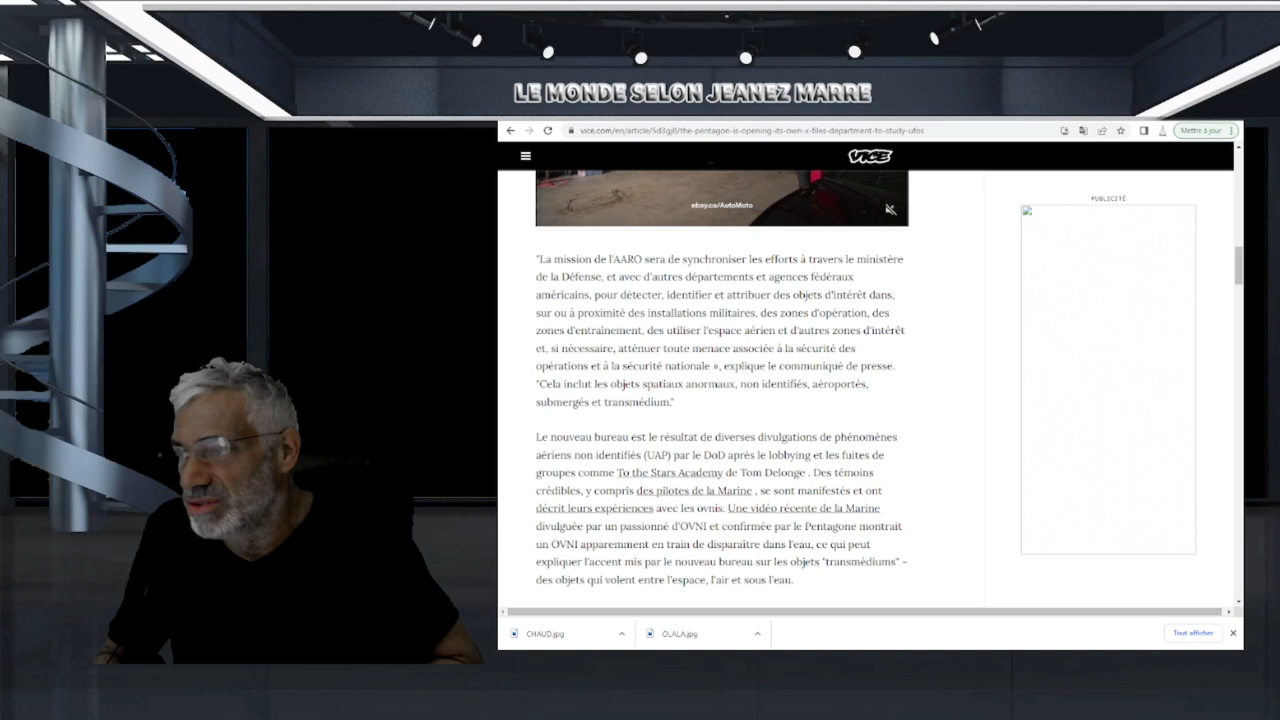 LE MONDE SELON JEANEZ MARRE
vice.com/en/article/5d3gj8/the-pentagon-is-opening-its-own-x-files-department-to-study-ufos
Mettre à jour
VICE
ebay.ca/AutoMoto
PUBLICITÉ
"La mission de l'AARO sera de synchroniser les efforts à travers le ministère
de la Défense, et avec d'autres départements et agences fédéraux
américains, pour détecter, identifier et attribuer des objets d'intérêt dans,
sur ou à proximité des installations militaires, des zones d'opération, des
zones d'entraînement, des utiliser l'espace aérien et d'autres zones d'intérêt
et, si nécessaire, atténuer toute menace associée à la sécurité des
opérations et à la sécurité nationale », explique le communiqué de presse.
"Cela inclut les objets spatiaux anormaux, non identifiés, aéroportés,
submergés et transmédium."
Le nouveau bureau est le résultat de diverses divulgations de phénomènes
aériens non identifiés (UAP) par le DoD après le lobbying et les fuites de
groupes comme To the Stars Academy de Tom Delonge . Des témoins
crédibles, y compris des pilotes de la Marine , se sont manifestés et ont
décrit leurs expériences avec les ovnis. Une vidéo récente de la Marine
divulguée par un passionné d'OVNI et confirmée par le Pentagone montrait
un OVNI apparemment en train de disparaître dans l'eau, ce qui peut
expliquer l'accent mis par le nouveau bureau sur les objets "transmédiums" -
des objets qui volent entre l'espace, l'air et sous l'eau.
CHAUD.jpg
OLALA.jpg
Tout afficher